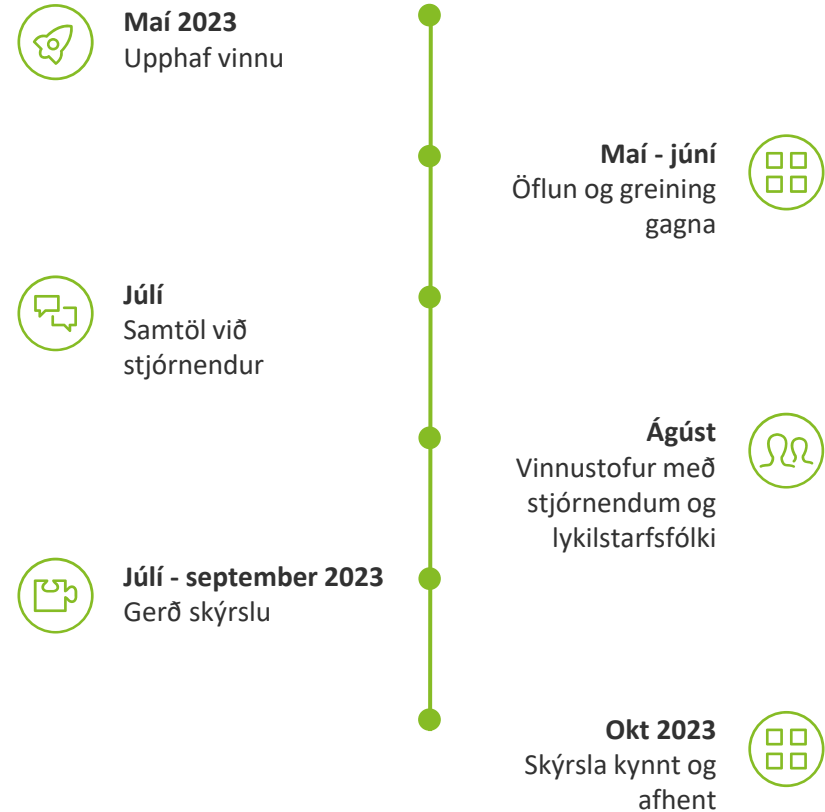 Maí 2023
Upphaf vinnu
Maí - júní
Öflun og greining
gagna
Júlí
Samtöl við
stjórnendur
Ágúst
Vinnustofur með
stjórnendum og
lykilstarfsfólki
Júlí - september 2023
Gerð skýrslu
Okt 2023
Skýrsla kynnt og
afhent